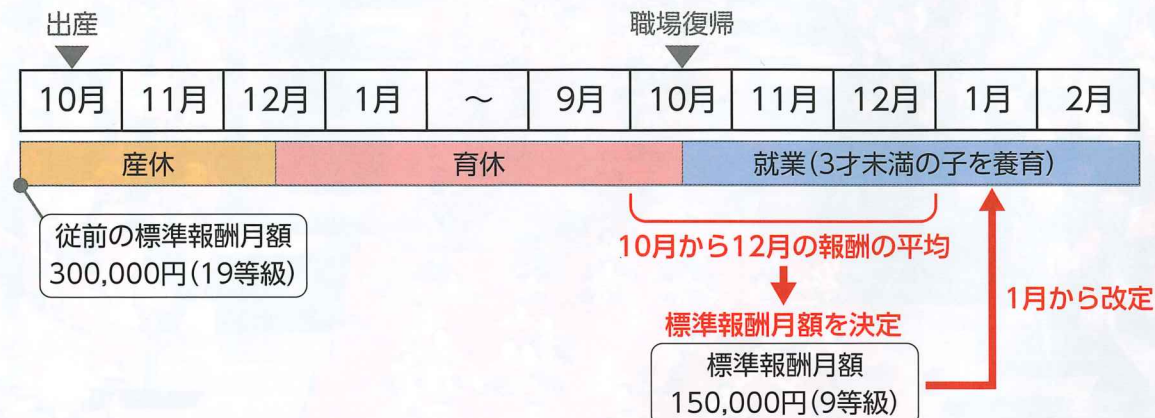 出産
職場復帰
10月 11月 12月 1月 ～ 9月 10月 11月 12月 1月 2月
産休 育休 就業(3才未満の子を養育)
従前の標準報酬月額
300,000円(19等級)
10月から12月の報酬の平均
1月から改定
標準報酬月額を決定
標準報酬月額
150,000円(9等級)